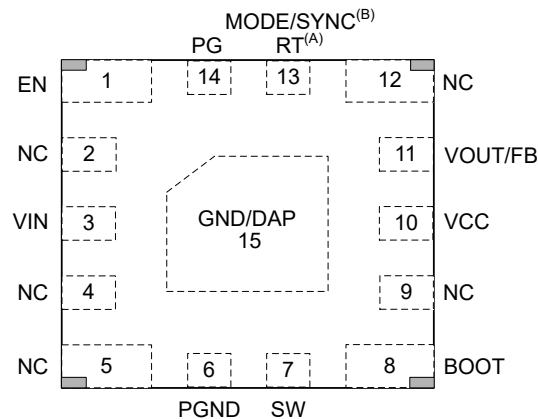 MODE/SYNC(B)
PG RT(A)
EN 1 14 13 12 NC
NC 2 11 VOUT/FB
VIN 3 GND/DAP 10 VCC
15
NC 4 9 NC
NC 5 6 7 8 BOOT
PGND SW